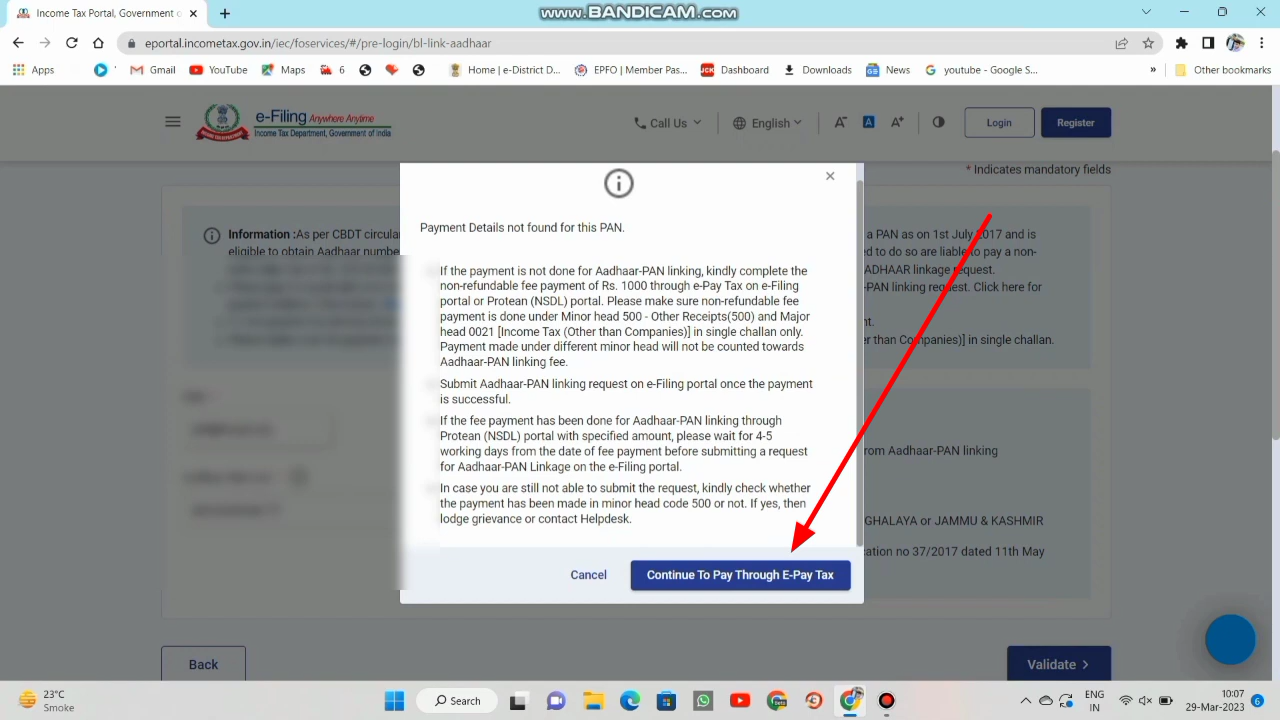 www.BANDICAM.com
Income Tax Portal, Government of
eportal.incometax.gov.in/iec/foservices/#/pre-login/bl-link-aadhaar
Apps Gmail YouTube Maps 6 Home | e-District D... EPFO | Member Pas... JCK Dashboard Downloads News youtube - Google S... » Other bookmarks
e-Filing Anywhere Anytime
Income Tax Department, Government of India
Call Us English A A A+ Login Register
* Indicates mandatory fields
Information :As per CBDT circula
eligible to obtain Aadhaar numbe
a PAN as on 1st July 2017 and is
ed to do so are liable to pay a non-
ADHAAR linkage request.
PAN linking request. Click here for
t.
er than Companies)] in single challan.
Payment Details not found for this PAN.
If the payment is not done for Aadhaar-PAN linking, kindly complete the
non-refundable fee payment of Rs. 1000 through e-Pay Tax on e-Filing
portal or Protean (NSDL) portal. Please make sure non-refundable fee
payment is done under Minor head 500 - Other Receipts(500) and Major
head 0021 [Income Tax (Other than Companies)] in single challan only.
Payment made under different minor head will not be counted towards
Aadhaar-PAN linking fee.
Submit Aadhaar-PAN linking request on e-Filing portal once the payment
is successful.
If the fee payment has been done for Aadhaar-PAN linking through
Protean (NSDL) portal with specified amount, please wait for 4-5
working days from the date of fee payment before submitting a request
for Aadhaar-PAN Linkage on the e-Filing portal.
In case you are still not able to submit the request, kindly check whether
the payment has been made in minor head code 500 or not. If yes, then
lodge grievance or contact Helpdesk.
Cancel Continue To Pay Through E-Pay Tax
rom Aadhaar-PAN linking
GHALAYA or JAMMU & KASHMIR
cation no 37/2017 dated 11th May
Back Validate
23°C
Smoke
Search
Beta
ENG
IN
10:07
29-Mar-2023
6